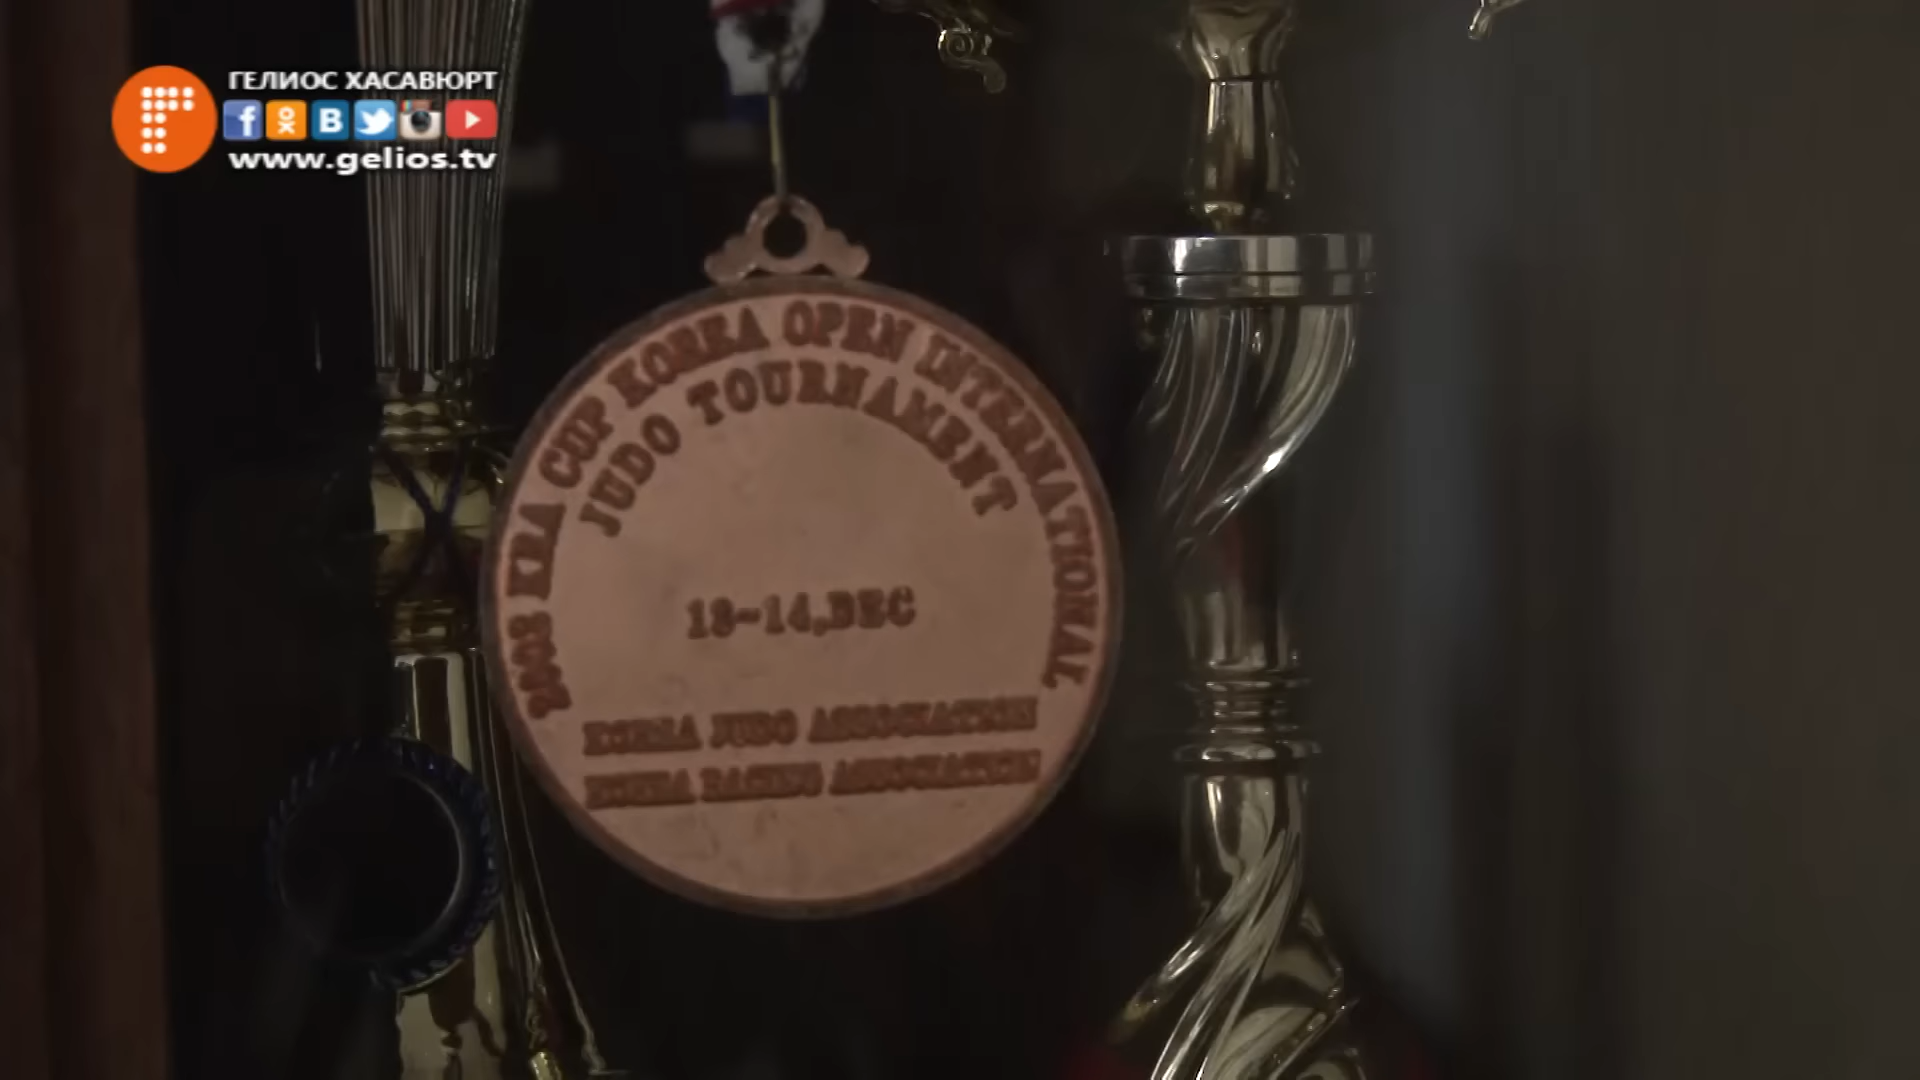 ГЕЛИОС ХАСАВЮРТ
www.gelios.tv
2008 KRA CUP KOREA OPEN INTERNATIONAL
JUDO TOURNAMENT
13~14,DEC
KOREA JUDO ASSOCIATION
KOREA RACING ASSOCIATION